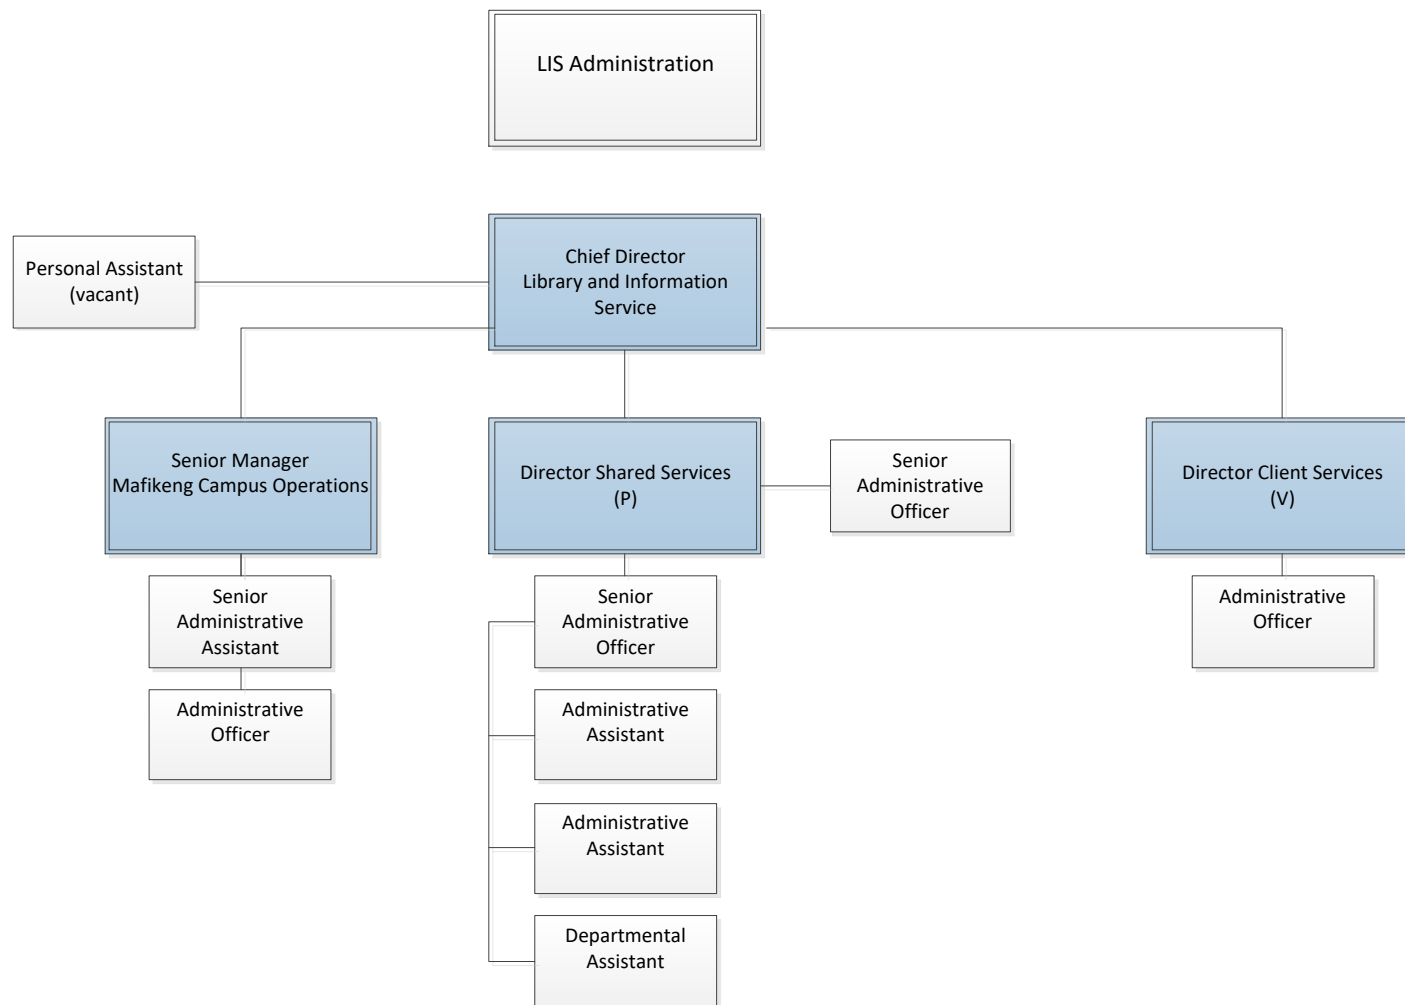 LIS Administration
Personal Assistant
(vacant)
Chief Director
Library and Information
Service
Senior Manager
Mafikeng Campus Operations
Director Shared Services
(P)
Senior
Administrative
Officer
Director Client Services
(V)
Senior
Administrative
Assistant
Senior
Administrative
Officer
Administrative
Officer
Administrative
Officer
Administrative
Assistant
Administrative
Assistant
Departmental
Assistant